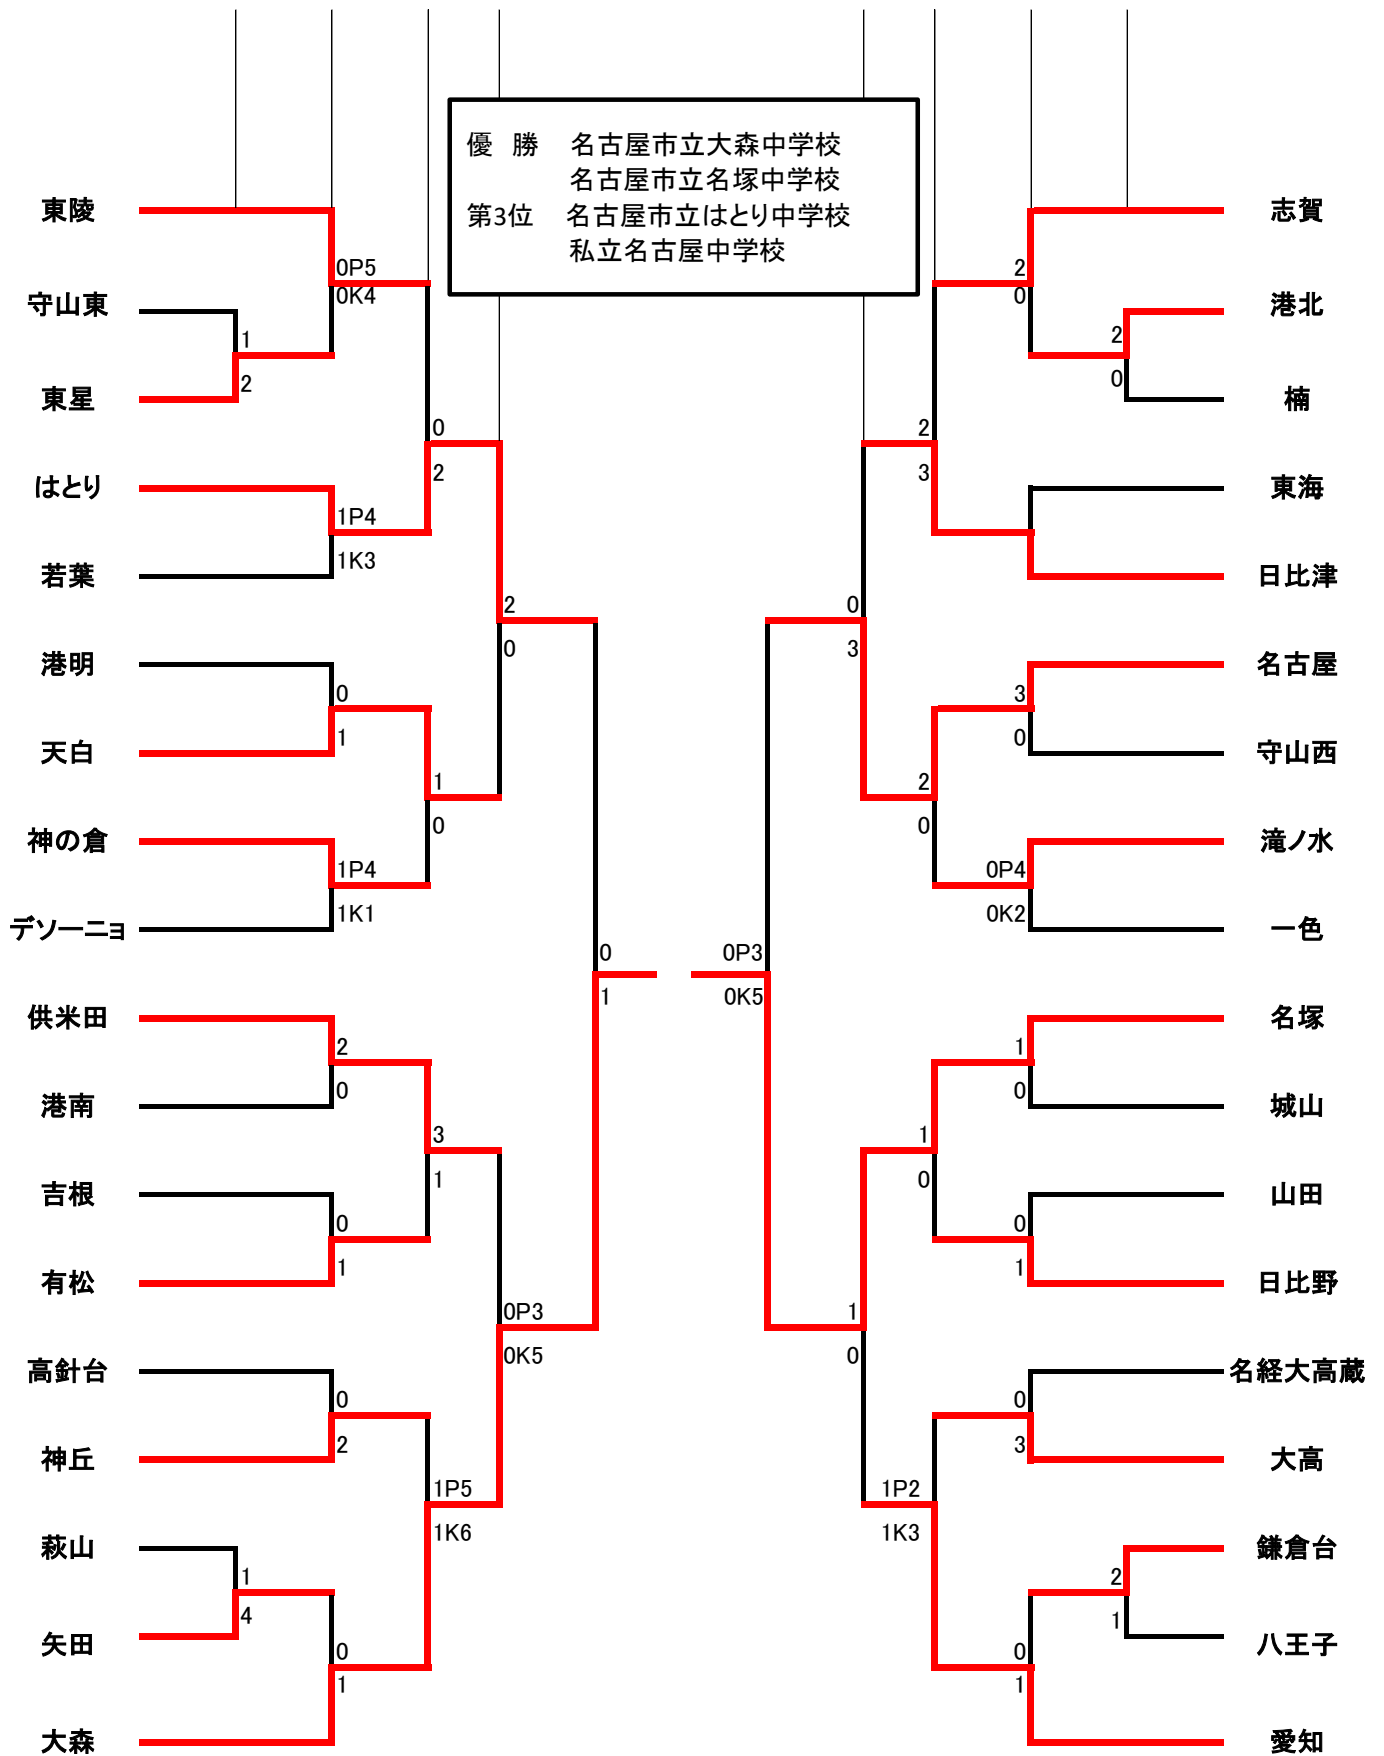 優 勝 名古屋市立大森中学校
名古屋市立名塚中学校
第3位 名古屋市立はとり中学校
私立名古屋中学校
東陵
0P5
0K4
守山東
1
2
東星
0
2
はとり
1P4
1K3
若葉
2
0
港明
0
1
天白
1
0
神の倉
1P4
1K1
デソーニョ
0
1
供米田
2
0
港南
3
1
吉根
0
1
有松
0P3
0K5
高針台
0
2
神丘
1P5
1K6
萩山
1
4
矢田
0
1
大森
志賀
2
0
港北
2
0
楠
2
3
東海
日比津
0
3
名古屋
3
0
守山西
2
0
滝ノ水
0P4
0K2
一色
0P3
0K5
名塚
1
0
城山
1
0
山田
0
1
日比野
1
0
名経大高蔵
0
3
大高
1P2
1K3
鎌倉台
2
1
八王子
0
1
愛知